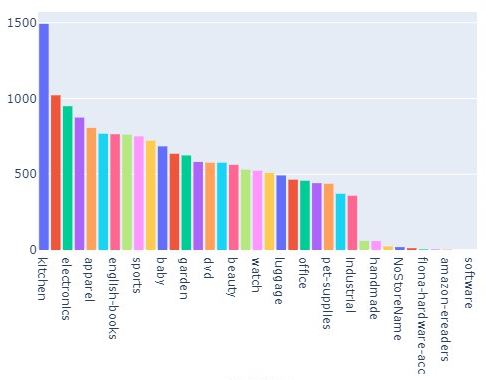 1500
1000
500
0
kitchen
electronics
apparel
english-books
sports
baby
garden
dvd
beauty
watch
luggage
office
pet-supplies
industrial
handmade
NoStoreName
fiona-hardware-acc
amazon-ereaders
software